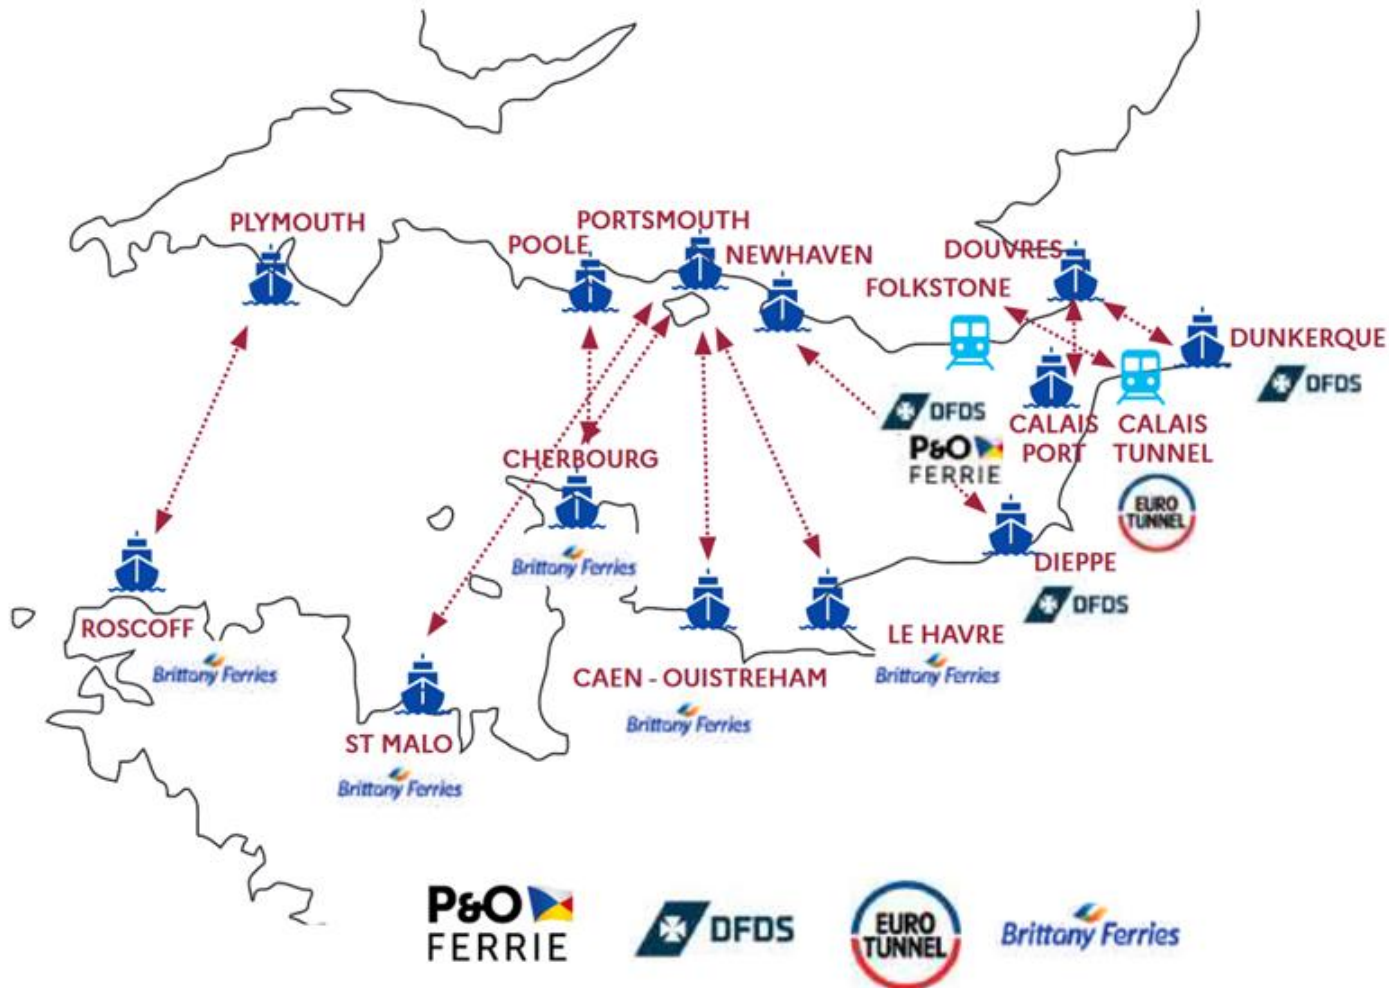 PLYMOUTH
PORTSMOUTH
POOLE
NEWHAVEN
DOUVRES
FOLKSTONE
DUNKERQUE
DFDS
DFDS
P&O
FERRIE
CALAIS
PORT
CALAIS
TUNNEL
EURO
TUNNEL
CHERBOURG
Brittany Ferries
DIEPPE
DFDS
ROSCOFF
Brittany Ferries
LE HAVRE
Brittany Ferries
CAEN - OUISTREHAM
Brittany Ferries
ST MALO
Brittany Ferries
P&O
FERRIE
DFDS
EURO
TUNNEL
Brittany Ferries